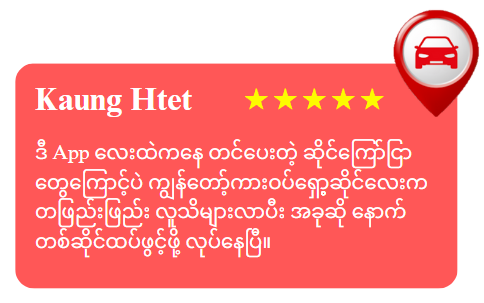 Kaung Htet ★★★★★
ဒီ App လေးထဲကနေ တင်ပေးတဲ့ ဆိုင်ကြော်ငြာ
တွေကြောင့်ပဲ ကျွန်တော့်ကားဝပ်ရှော့ဆိုင်လေးက
တဖြည်းဖြည်း လူသိများလာပီး အခုဆို နောက်
တစ်ဆိုင်ထပ်ဖွင့်ဖို့ လုပ်နေပြီ။